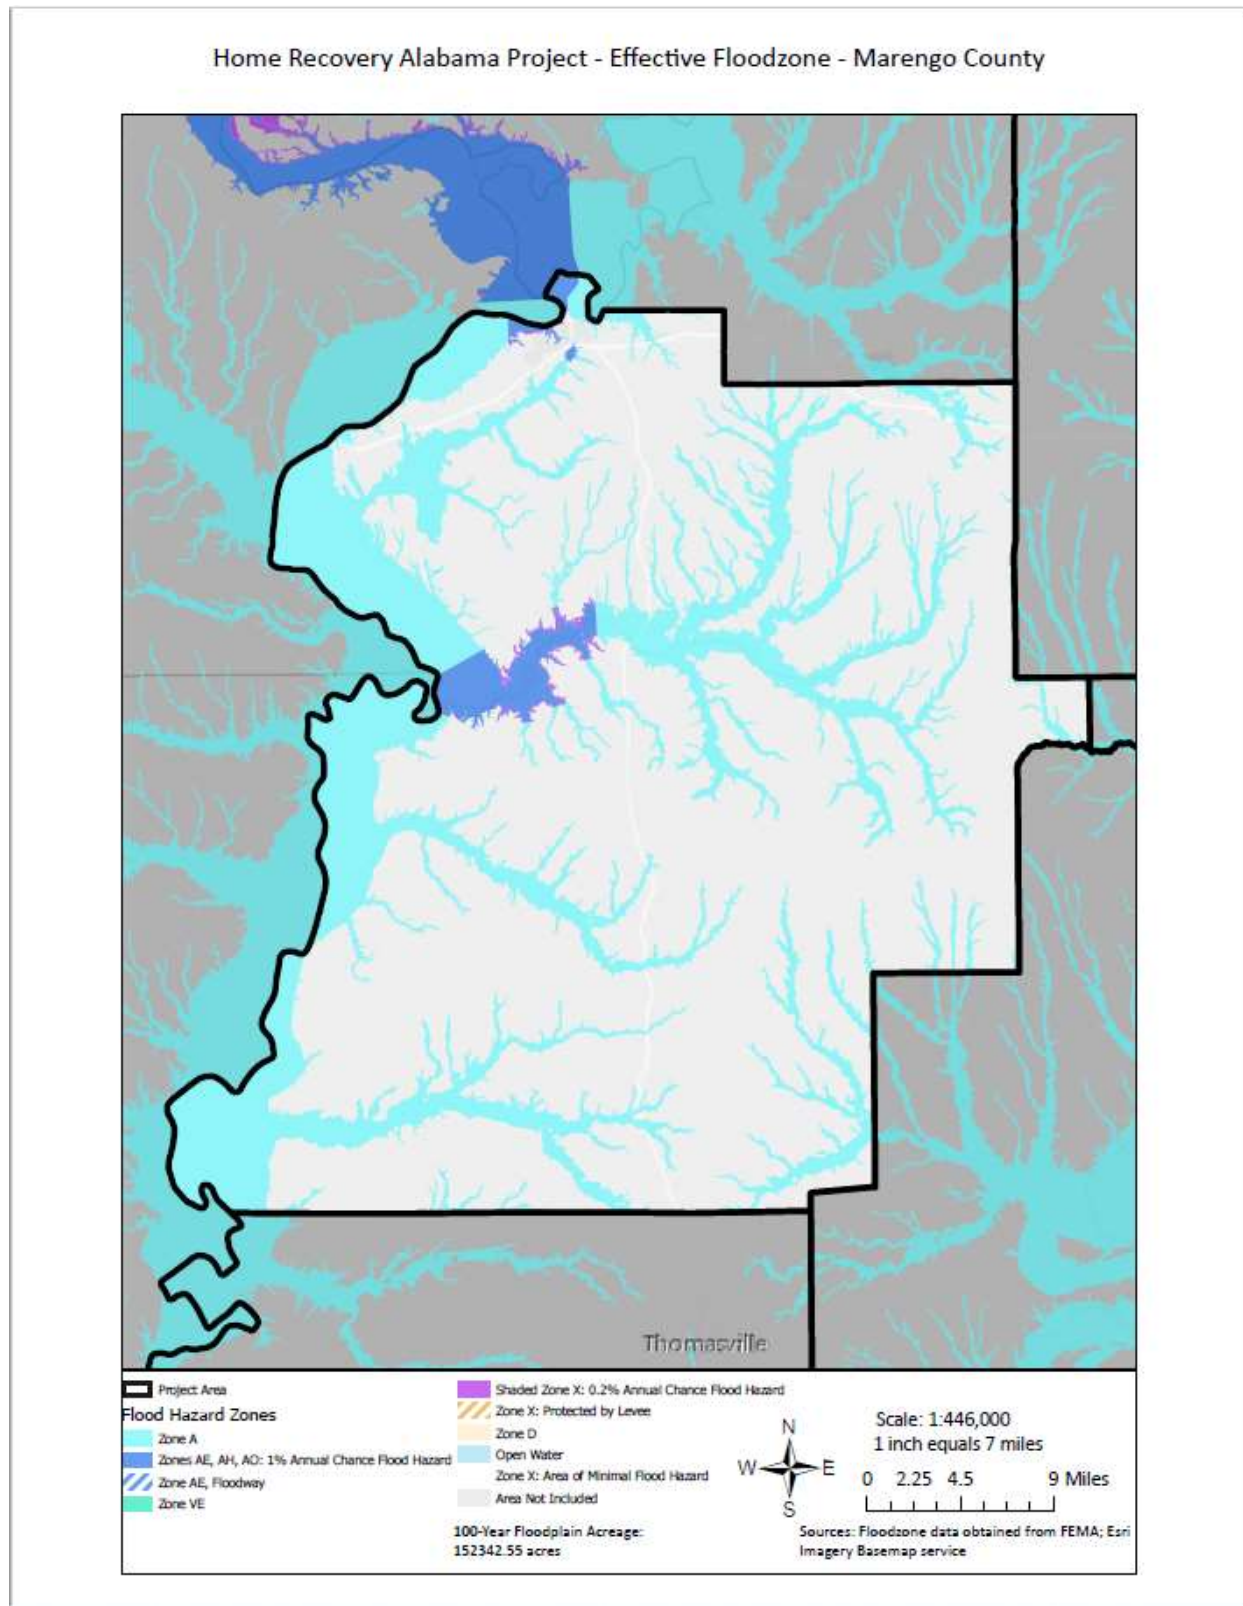 Home Recovery Alabama Project - Effective Floodzone - Marengo County
Thomasville
Project Area
Flood Hazard Zones
Zone A
Zones AE, AH, AO: 1% Annual Chance Flood Hazard
Zone AE, Floodway
Zone VE
Shaded Zone X: 0.2% Annual Chance Flood Hazard
Zone X: Protected by Levee
Zone D
Open Water
Zone X: Area of Minimal Flood Hazard
Area Not Included
100-Year Floodplain Acreage:
152342.55 acres
N
W E
S
Scale: 1:446,000
1 inch equals 7 miles
0 2.25 4.5 9 Miles
Sources: Floodzone data obtained from FEMA; Esri
Imagery Basemap service